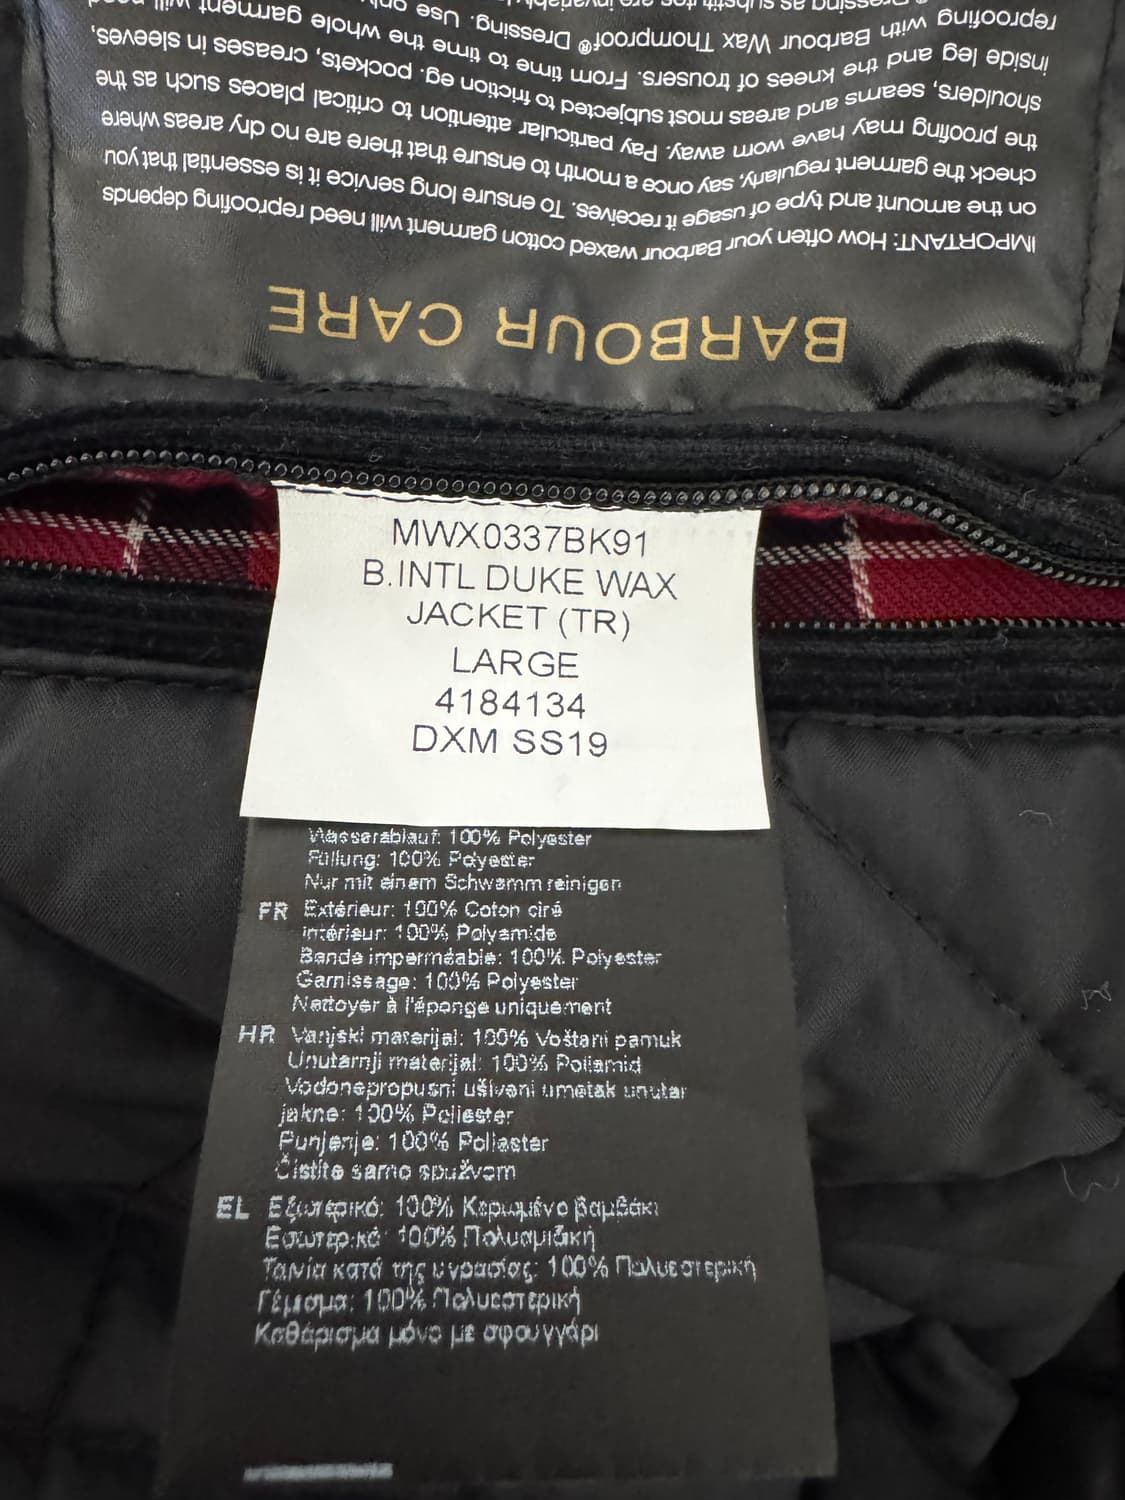 BARBOUR CARE
IMPORTANT: How often your Barbour waxed cotton garment will need reproofing depends
on the amount and type of usage it receives. To ensure long service it is essential that you
check the garment regularly, say once a month to ensure that there are no dry areas where
the proofing may have worn away. Pay particular attention to critical places such as the
shoulders, seams and areas most subjected to friction eg. pockets, creases in sleeves,
inside leg and the knees of trousers. From time to time the whole garment will need
reproofing with Barbour Wax Thornproof® Dressing. Use only
Dressing as substitutes are invariably
MWX0337BK91
B.INTL DUKE WAX
JACKET (TR)
LARGE
4184134
DXM SS19
Wasserablauf: 100% Polyester
Füllung: 100% Polyester
Nur mit einem Schwamm reinigen
FR Extérieur: 100% Coton ciré
Intérieur: 100% Polyamide
Bande imperméable: 100% Polyester
Garnissage: 100% Polyester
Nettoyer à l'éponge uniquement
HR Vanjski materijal: 100% Voštani pamuk
Unutarnji materijal: 100% Poliamid
Vodonepropusni ušiveni umetak unutar
jakne: 100% Poliester
Punjenje: 100% Poliester
Čistite samo spužvom
EL Εξωτερικό: 100% Κερωμένο βαμβάκι
Εσωτερικό: 100% Πολυαμιδική
Ταινία κατά της υγρασίας: 100% Πολυεστερική
Γέμισμα: 100% Πολυεστερική
Καθάρισμα μόνο με σφουγγάρι